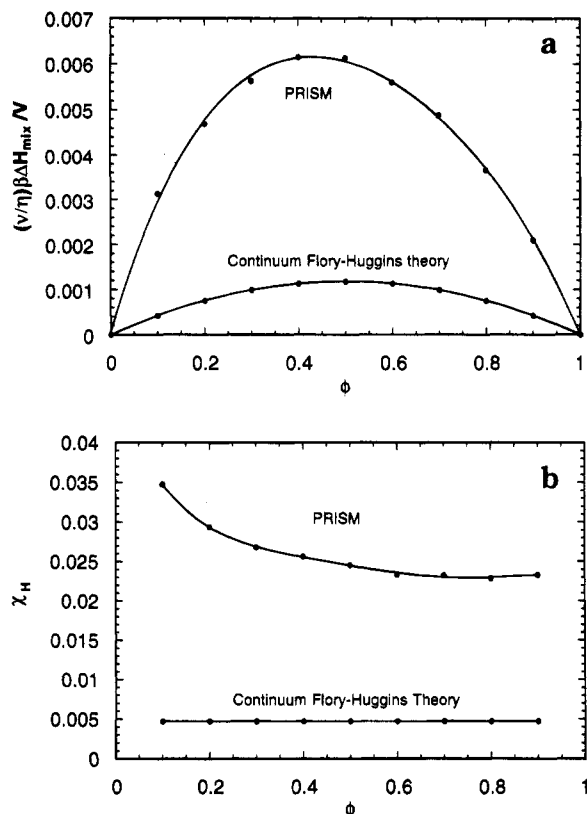 0.007
a
0.006
PRISM
0.005
0.004
(ν/η)βΔH_mix/V
0.003
0.002
Continuum Flory-Huggins theory
0.001
0
0 0.2 0.4 0.6 0.8 1
ϕ
0.04
b
0.035
PRISM
0.03
0.025
χ_H
0.02
0.015
0.01
Continuum Flory-Huggins Theory
0.005
0
0 0.2 0.4 0.6 0.8 1
ϕ